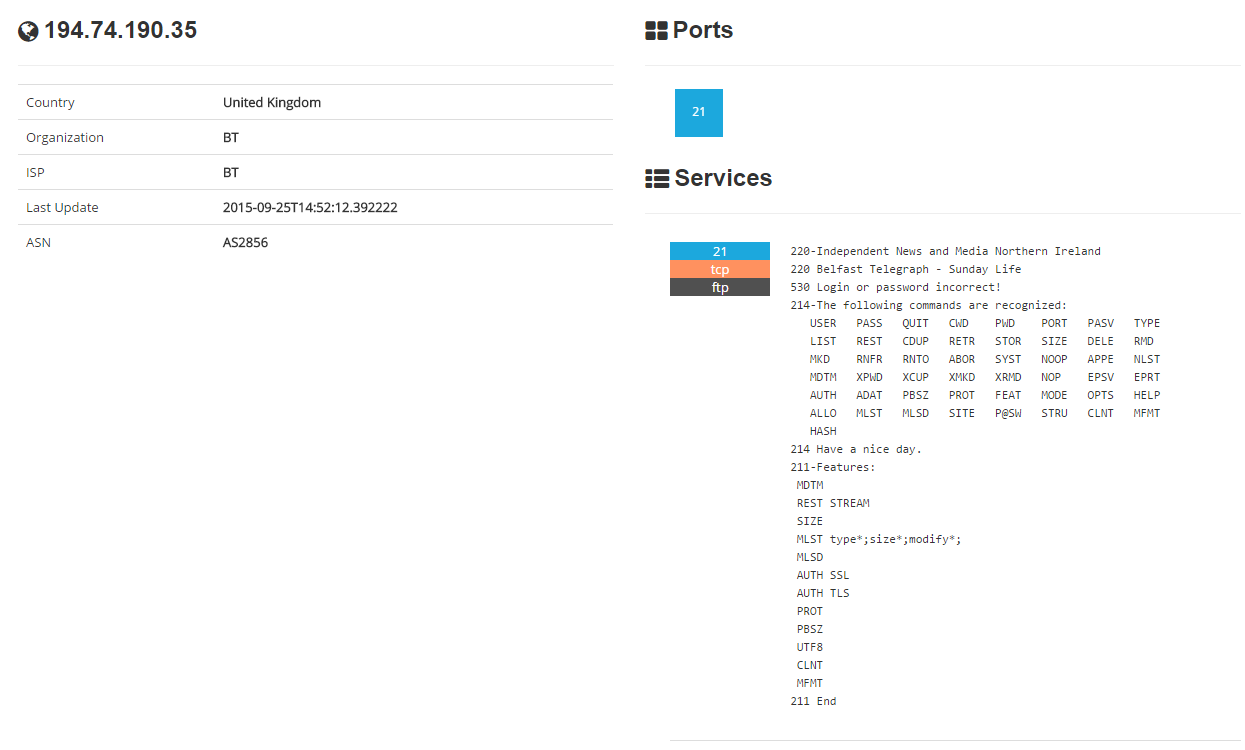 194.74.190.35
Country United Kingdom
Organization BT
ISP BT
Last Update 2015-09-25T14:52:12.392222
ASN AS2856
Ports
21
Services
21
tcp
ftp
220-Independent News and Media Northern Ireland
220 Belfast Telegraph - Sunday Life
530 Login or password incorrect!
214-The following commands are recognized:
USER PASS QUIT CWD PWD PORT PASV TYPE
LIST REST CDUP RETR STOR SIZE DELE RMD
MKD RNFR RNTO ABOR SYST NOOP APPE NLST
MDTM XPWD XCUP XMKD XRMD NOP EPSV EPRT
AUTH ADAT PBSZ PROT FEAT MODE OPTS HELP
ALLO MLST MLSD SITE P@SW STRU CLNT MFMT
HASH
214 Have a nice day.
211-Features:
MDTM
REST STREAM
SIZE
MLST type*;size*;modify*;
MLSD
AUTH SSL
AUTH TLS
PROT
PBSZ
UTF8
CLNT
MFMT
211 End